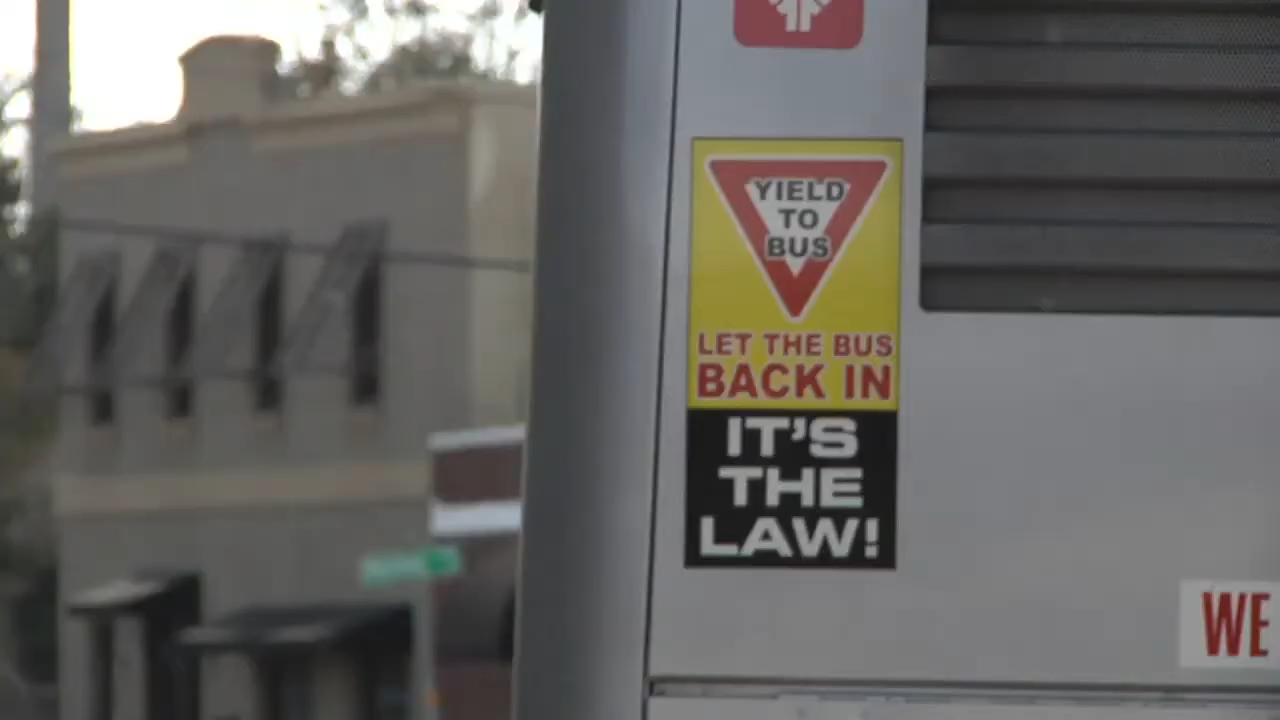 YIELD
TO
BUS
LET THE BUS
BACK IN
IT'S
THE
LAW!
WE